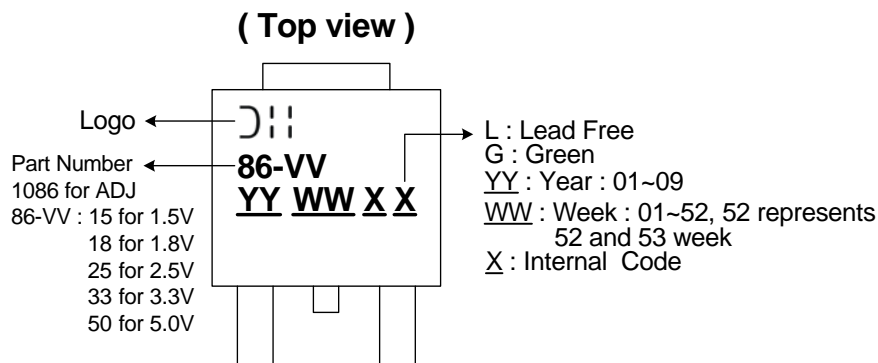 ( Top view )
Logo
Part Number
1086 for ADJ
86-VV : 15 for 1.5V
18 for 1.8V
25 for 2.5V
33 for 3.3V
50 for 5.0V
86-VV
YY WW X X
L : Lead Free
G : Green
YY : Year : 01~09
WW : Week : 01~52, 52 represents
52 and 53 week
X : Internal Code